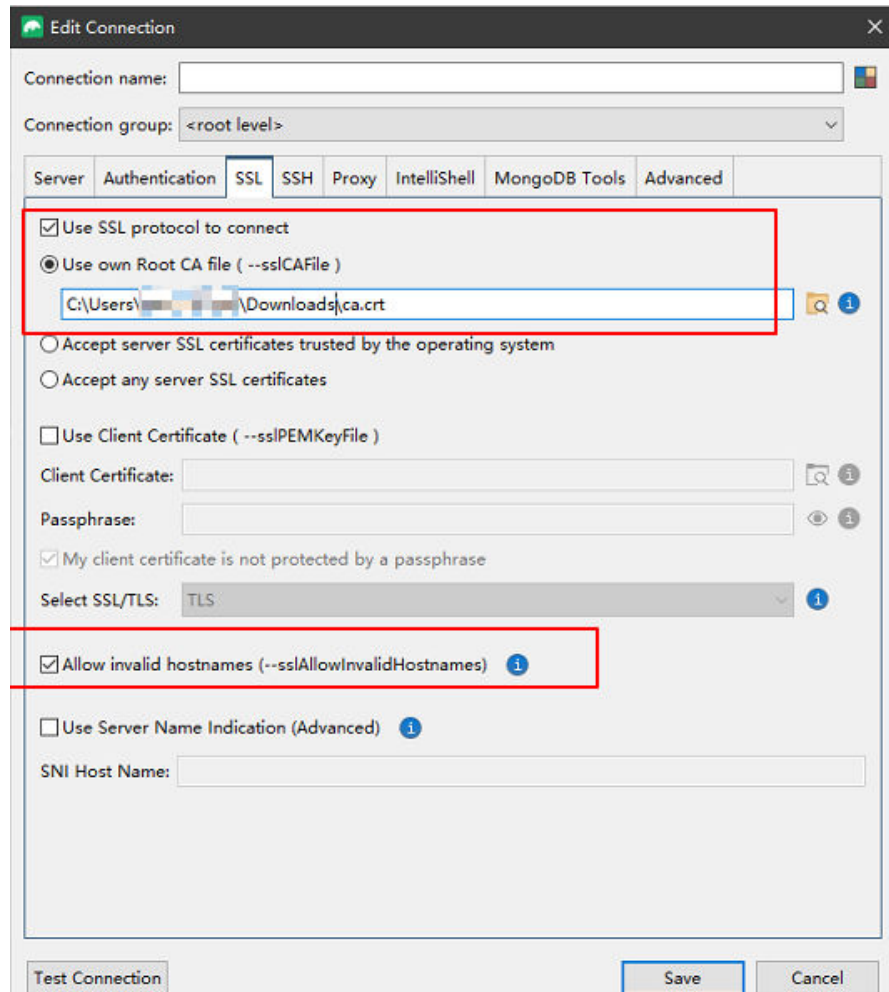 Edit Connection
Connection name:
Connection group: <root level>
Server Authentication SSL SSH Proxy IntelliShell MongoDB Tools Advanced
Use SSL protocol to connect
Use own Root CA file ( --sslCAFile )
C:\Users\ \Downloads\ca.crt
Accept server SSL certificates trusted by the operating system
Accept any server SSL certificates
Use Client Certificate ( --sslPEMKeyFile )
Client Certificate:
Passphrase:
My client certificate is not protected by a passphrase
Select SSL/TLS: TLS
Allow invalid hostnames (--sslAllowInvalidHostnames)
Use Server Name Indication (Advanced)
SNI Host Name:
Test Connection Save Cancel